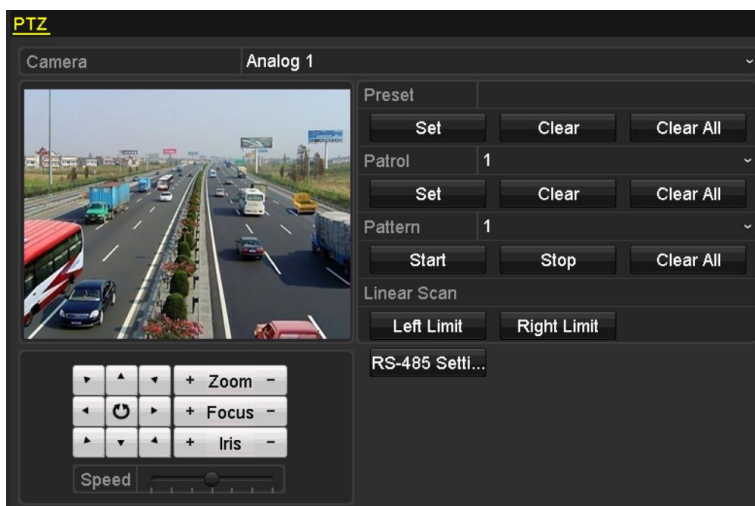 PTZ
Camera Analog 1
Preset
Set Clear Clear All
Patrol 1
Set Clear Clear All
Pattern 1
Start Stop Clear All
Linear Scan
Left Limit Right Limit
RS-485 Setti...
+ Zoom -
+ Focus -
+ Iris -
Speed